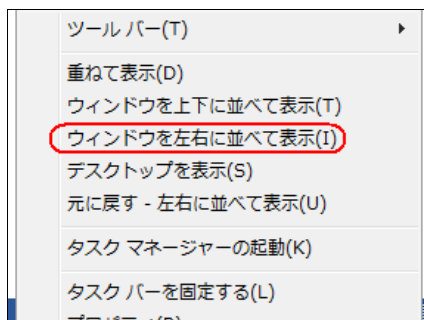 ツール バー(T)
重ねて表示(D)
ウィンドウを上下に並べて表示(T)
ウィンドウを左右に並べて表示(I)
デスクトップを表示(S)
元に戻す - 左右に並べて表示(U)
タスク マネージャーの起動(K)
タスク バーを固定する(L)